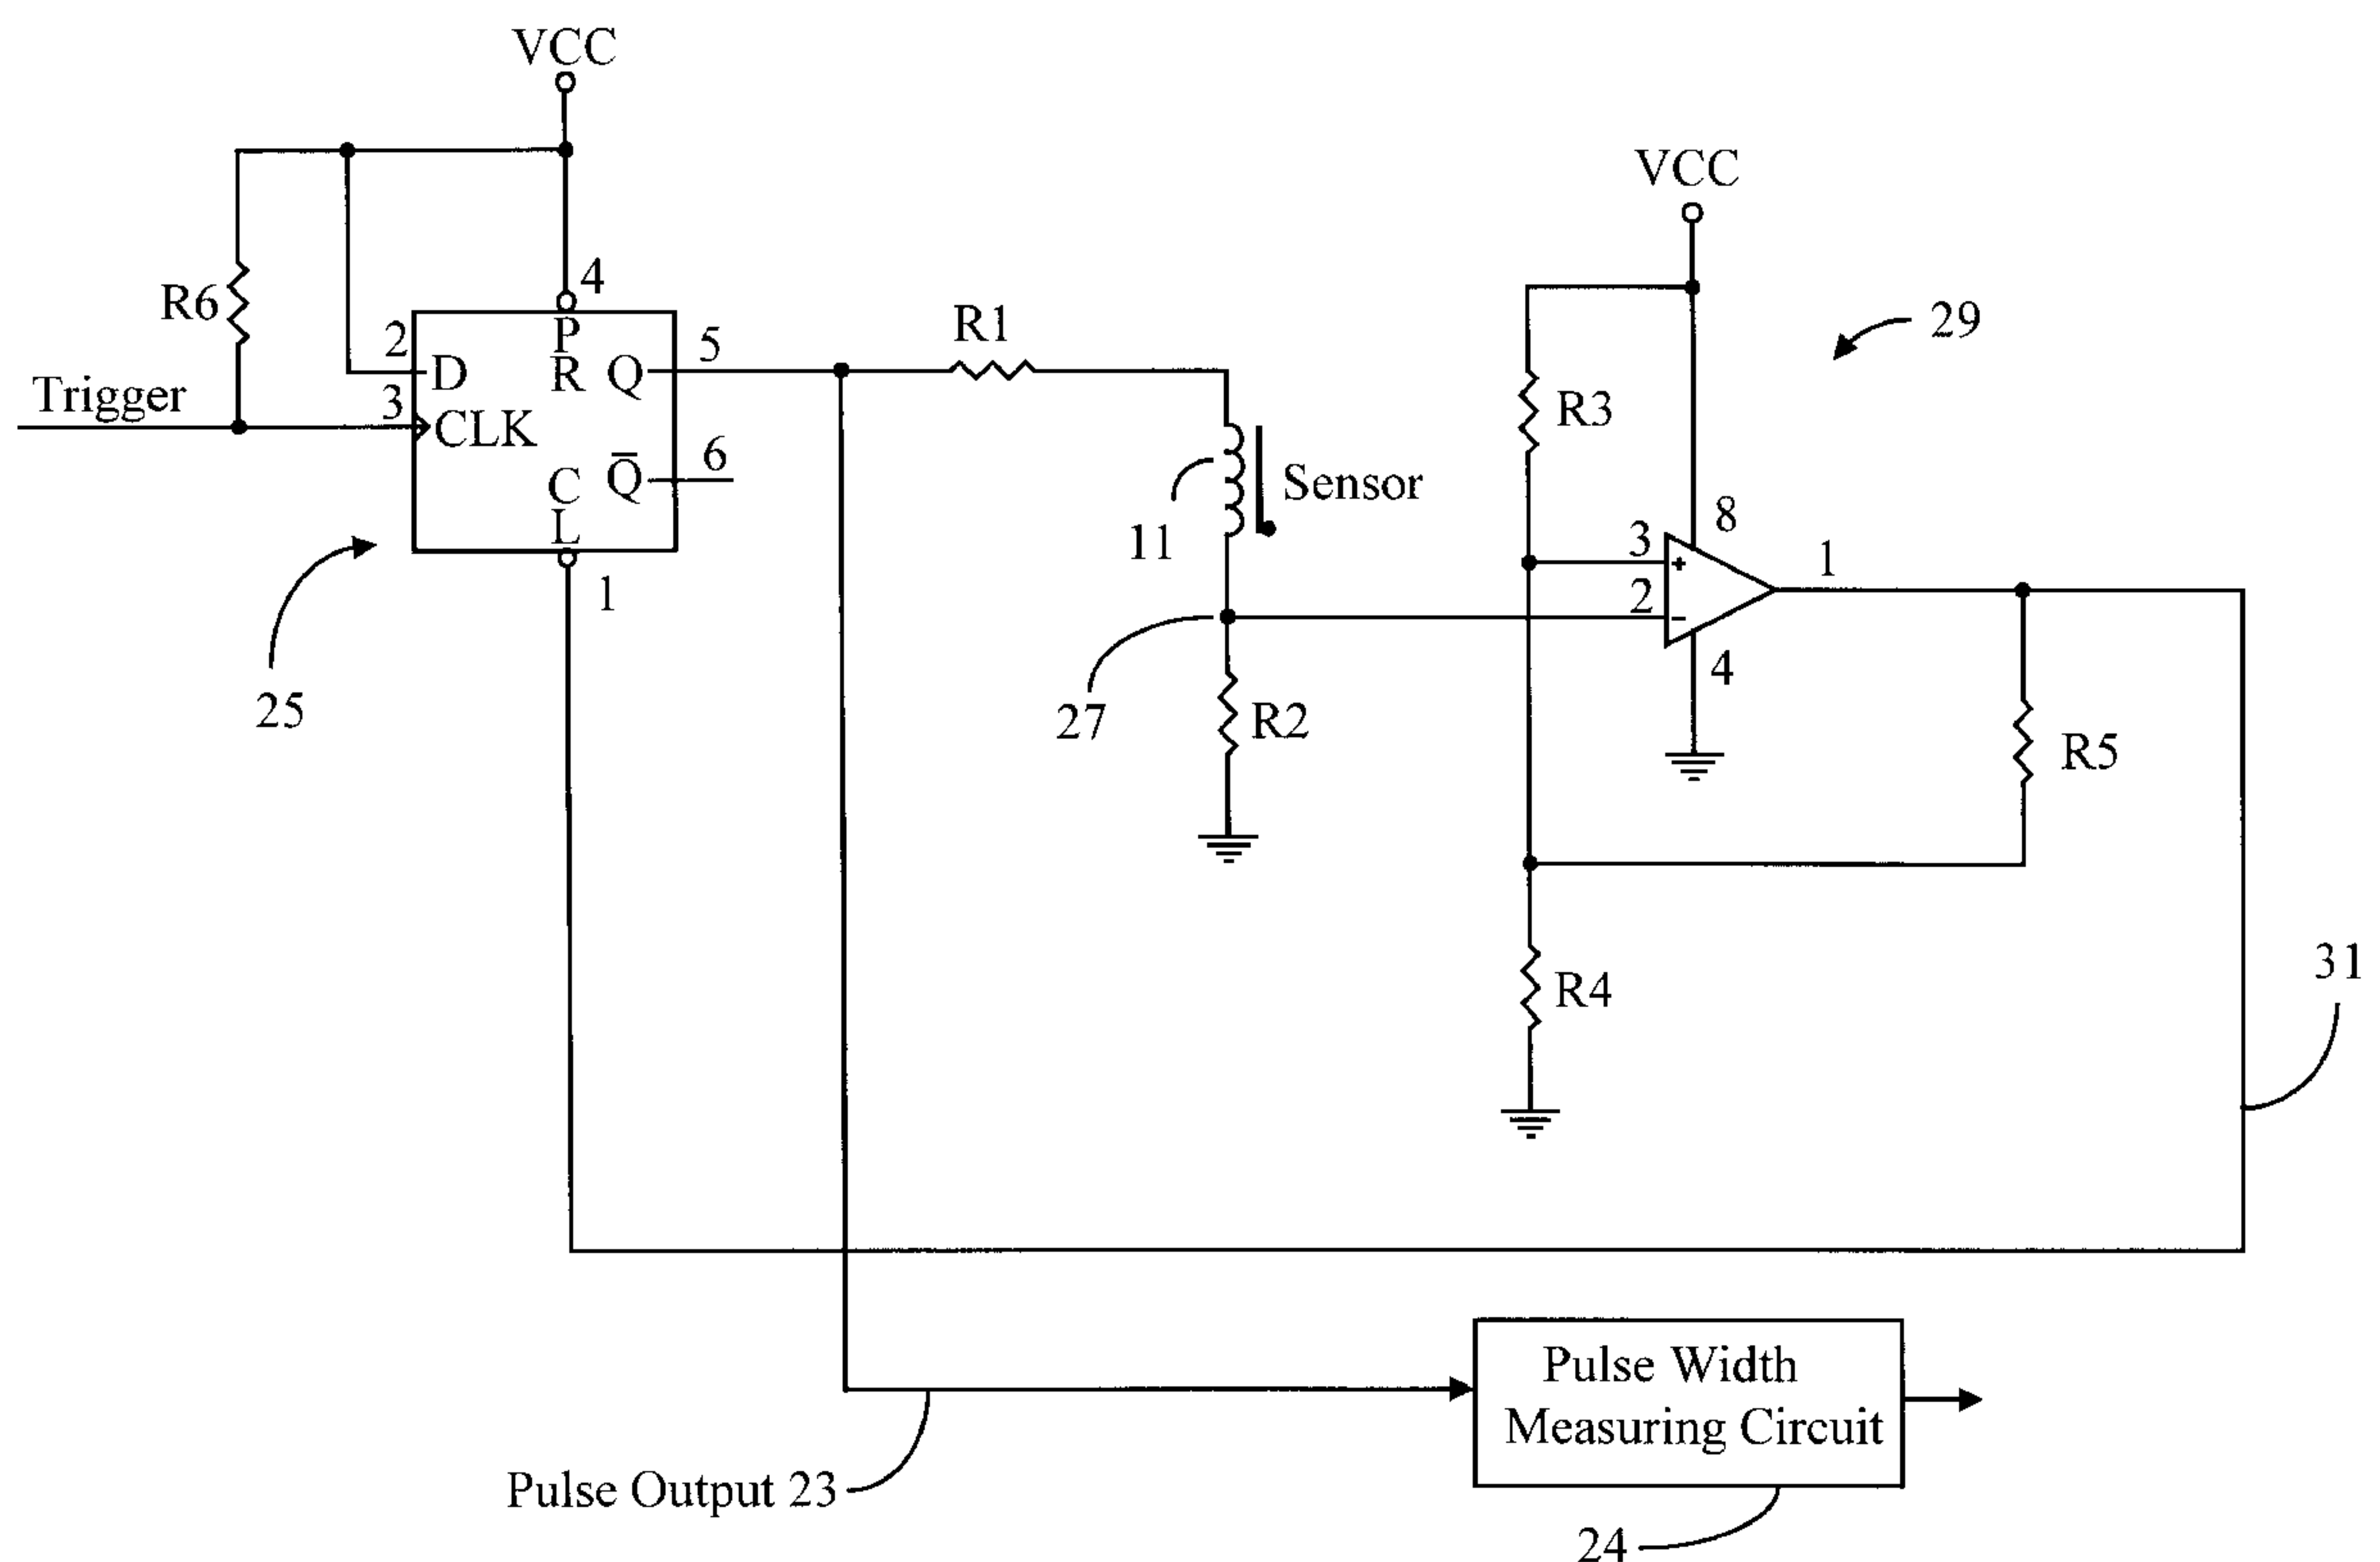 VCC
VCC
4
R6
29
P
R1
2
D
R
Q
5
Trigger
3
CLK
R3
C
Q̄
6
Sensor
L
11
8
3
+
1
1
2
-
25
27
R2
4
R5
31
R4
Pulse Width
Measuring Circuit
Pulse Output 23
24